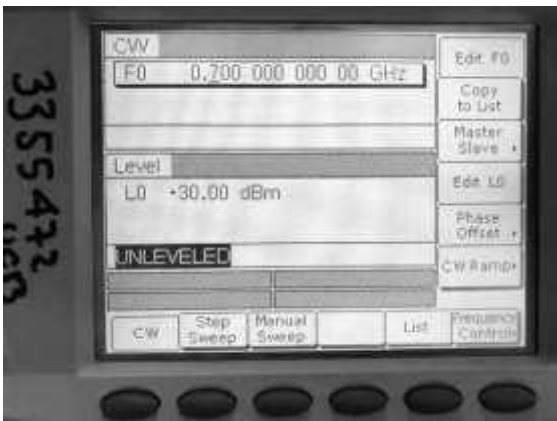 CW
F0 0.700 000 000 00 GHz
Level
L0 +30.00 dBm
UNLEVELED
Edit F0
Copy
to List
Master
Slave
Edit L0
Phase
Offset
CW Ramp
CW
Step
Sweep
Manual
Sweep
List
Frequency
Control
3355472